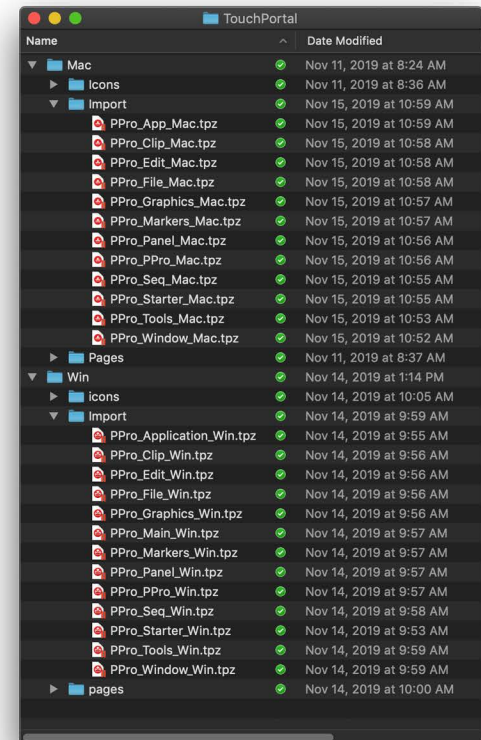 TouchPortal
Name Date Modified
Mac Nov 11, 2019 at 8:24 AM
Icons Nov 11, 2019 at 8:36 AM
Import Nov 15, 2019 at 10:59 AM
PPro_App_Mac.tpz Nov 15, 2019 at 10:59 AM
PPro_Clip_Mac.tpz Nov 15, 2019 at 10:58 AM
PPro_Edit_Mac.tpz Nov 15, 2019 at 10:58 AM
PPro_File_Mac.tpz Nov 15, 2019 at 10:58 AM
PPro_Graphics_Mac.tpz Nov 15, 2019 at 10:57 AM
PPro_Markers_Mac.tpz Nov 15, 2019 at 10:57 AM
PPro_Panel_Mac.tpz Nov 15, 2019 at 10:56 AM
PPro_PPro_Mac.tpz Nov 15, 2019 at 10:56 AM
PPro_Seq_Mac.tpz Nov 15, 2019 at 10:55 AM
PPro_Starter_Mac.tpz Nov 15, 2019 at 10:55 AM
PPro_Tools_Mac.tpz Nov 15, 2019 at 10:53 AM
PPro_Window_Mac.tpz Nov 15, 2019 at 10:52 AM
Pages Nov 11, 2019 at 8:37 AM
Win Nov 14, 2019 at 1:14 PM
icons Nov 14, 2019 at 10:05 AM
Import Nov 14, 2019 at 9:59 AM
PPro_Application_Win.tpz Nov 14, 2019 at 9:55 AM
PPro_Clip_Win.tpz Nov 14, 2019 at 9:56 AM
PPro_Edit_Win.tpz Nov 14, 2019 at 9:56 AM
PPro_File_Win.tpz Nov 14, 2019 at 9:56 AM
PPro_Graphics_Win.tpz Nov 14, 2019 at 9:56 AM
PPro_Main_Win.tpz Nov 14, 2019 at 9:57 AM
PPro_Markers_Win.tpz Nov 14, 2019 at 9:57 AM
PPro_Panel_Win.tpz Nov 14, 2019 at 9:57 AM
PPro_PPro_Win.tpz Nov 14, 2019 at 9:57 AM
PPro_Seq_Win.tpz Nov 14, 2019 at 9:58 AM
PPro_Starter_Win.tpz Nov 14, 2019 at 9:53 AM
PPro_Tools_Win.tpz Nov 14, 2019 at 9:59 AM
PPro_Window_Win.tpz Nov 14, 2019 at 9:59 AM
pages Nov 14, 2019 at 10:00 AM